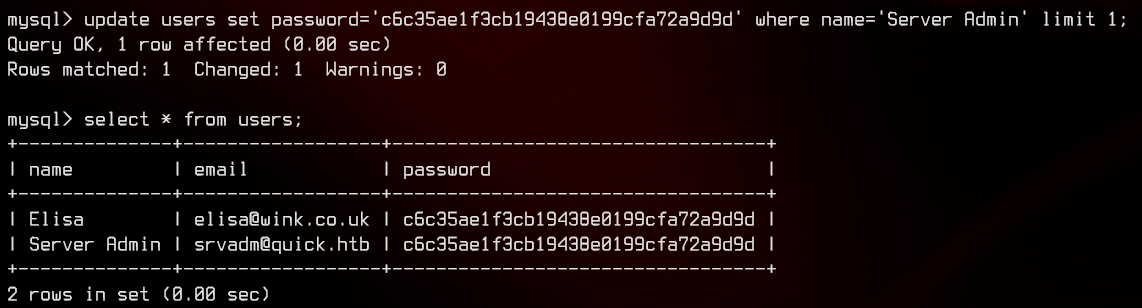 mysql> update users set password='c6c35ae1f3cb19438e0199cfa72a9d9d' where name='Server Admin' limit 1;
Query OK, 1 row affected (0.00 sec)
Rows matched: 1  Changed: 1  Warnings: 0

mysql> select * from users;
+--------------+------------------+----------------------------------+
| name         | email            | password                         |
+--------------+------------------+----------------------------------+
| Elisa        | elisa@wink.co.uk | c6c35ae1f3cb19438e0199cfa72a9d9d |
| Server Admin | srvadm@quick.htb | c6c35ae1f3cb19438e0199cfa72a9d9d |
+--------------+------------------+----------------------------------+
2 rows in set (0.00 sec)